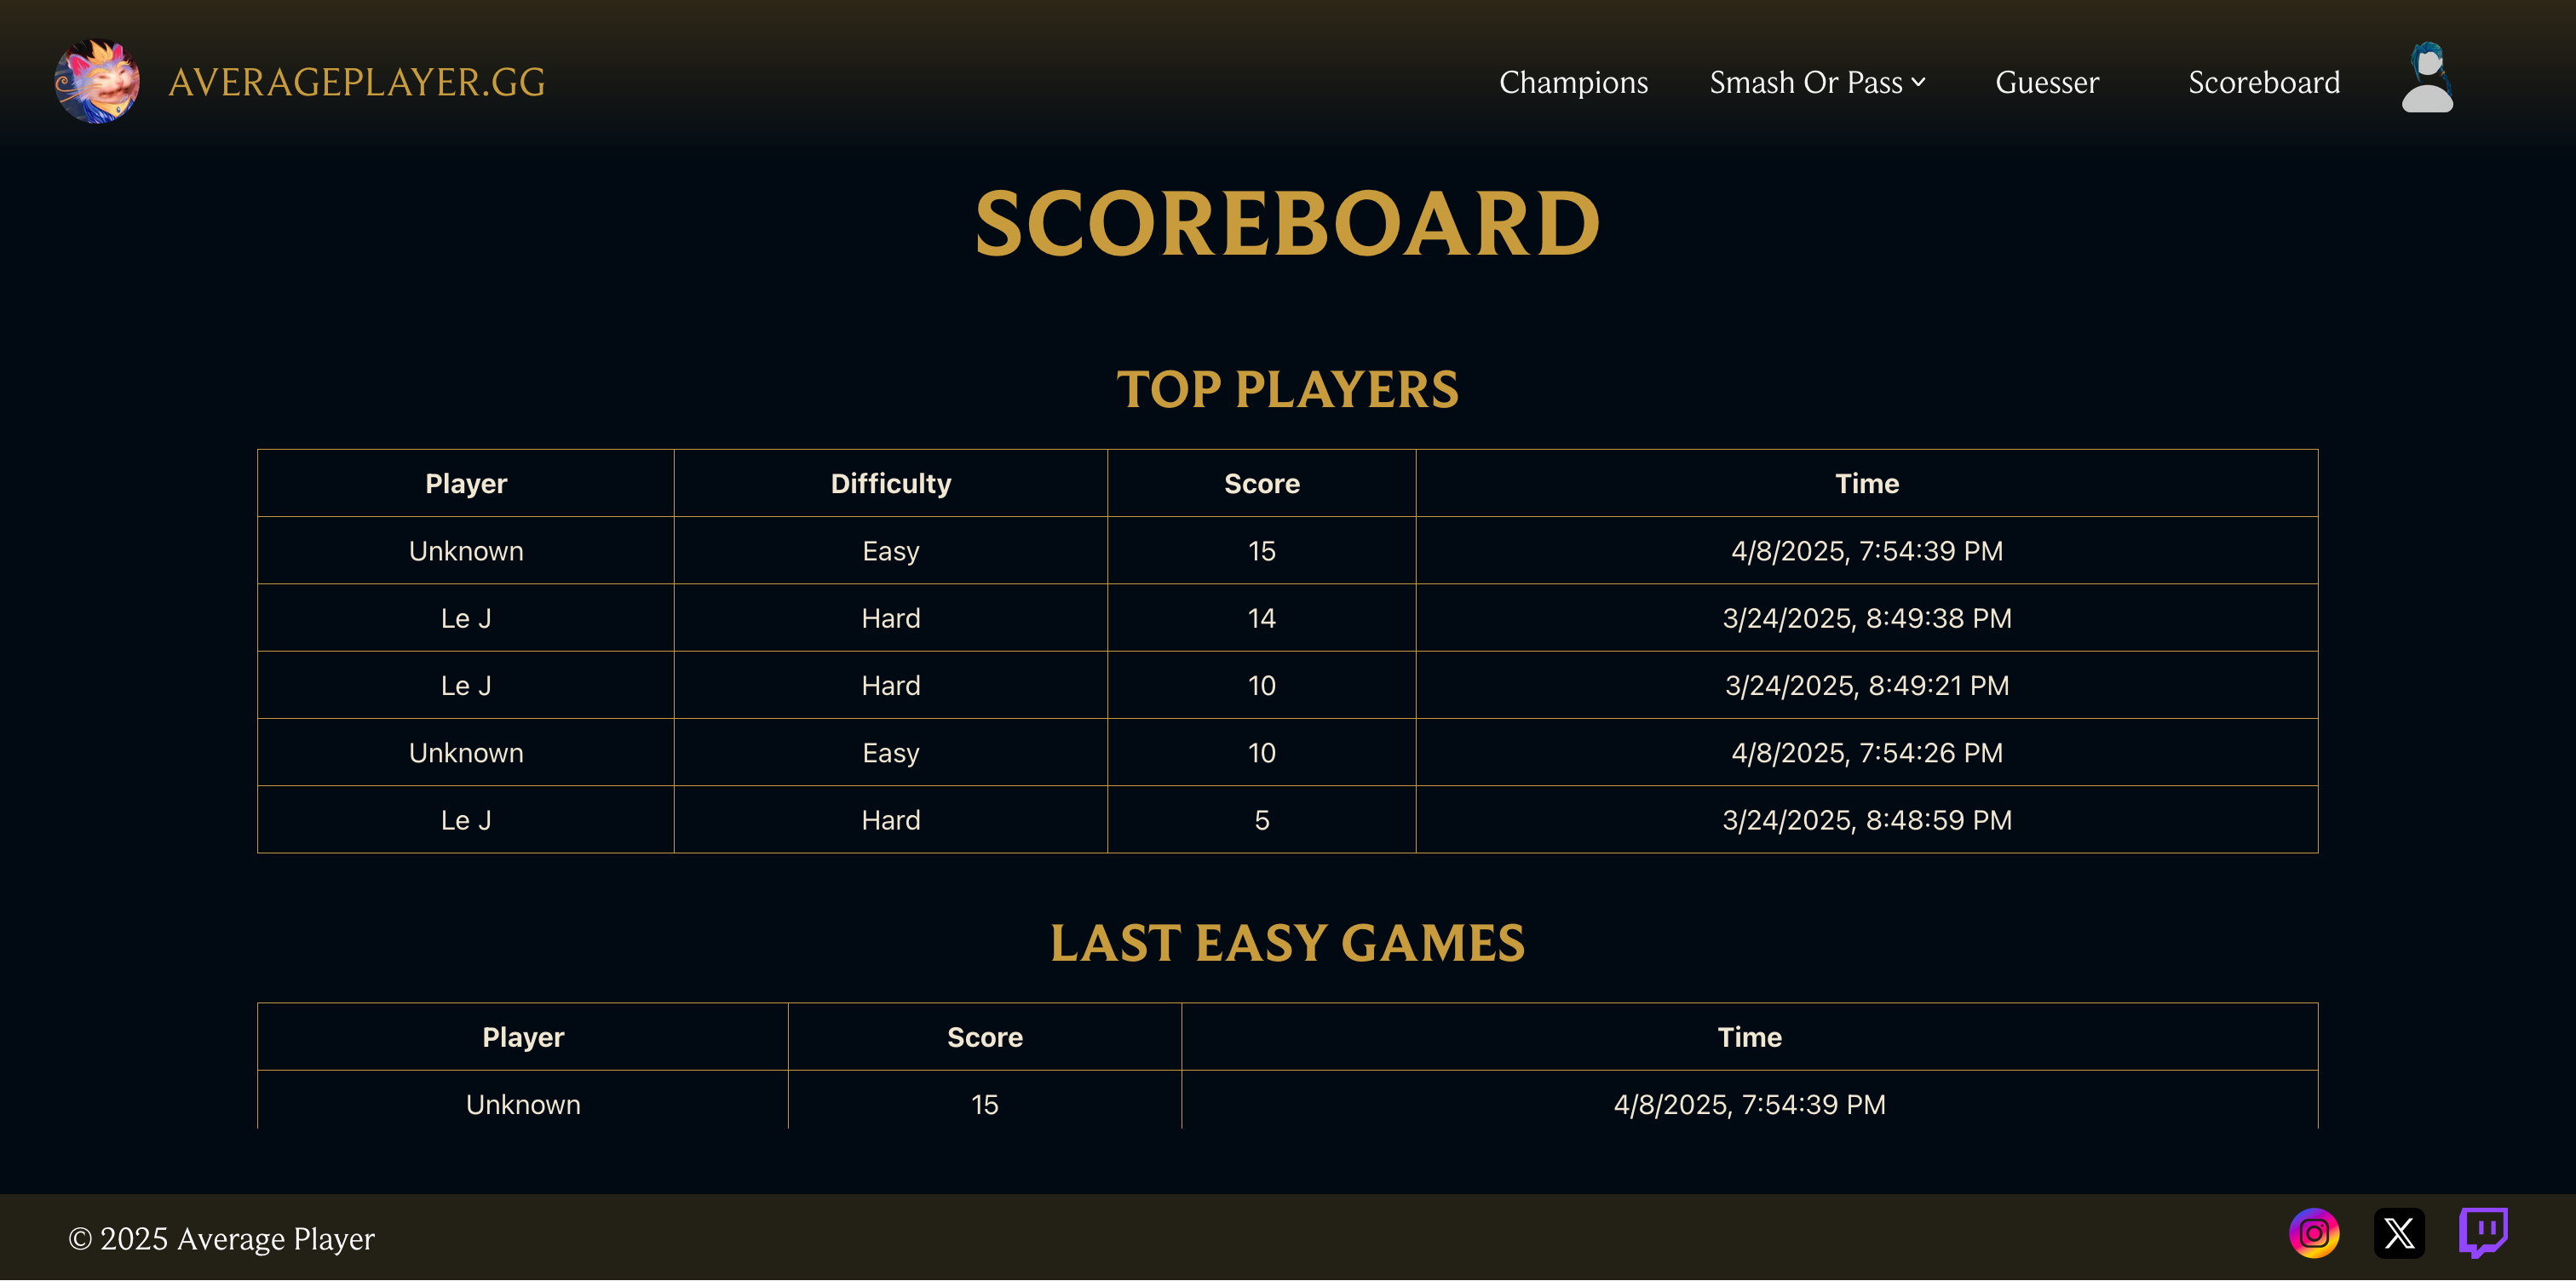 AVERAGEPLAYER.GG Champions Smash Or Pass Guesser Scoreboard
SCOREBOARD
TOP PLAYERS
Player Difficulty Score Time
Unknown Easy 15 4/8/2025, 7:54:39 PM
Le J Hard 14 3/24/2025, 8:49:38 PM
Le J Hard 10 3/24/2025, 8:49:21 PM
Unknown Easy 10 4/8/2025, 7:54:26 PM
Le J Hard 5 3/24/2025, 8:48:59 PM
LAST EASY GAMES
Player Score Time
Unknown 15 4/8/2025, 7:54:39 PM
© 2025 Average Player